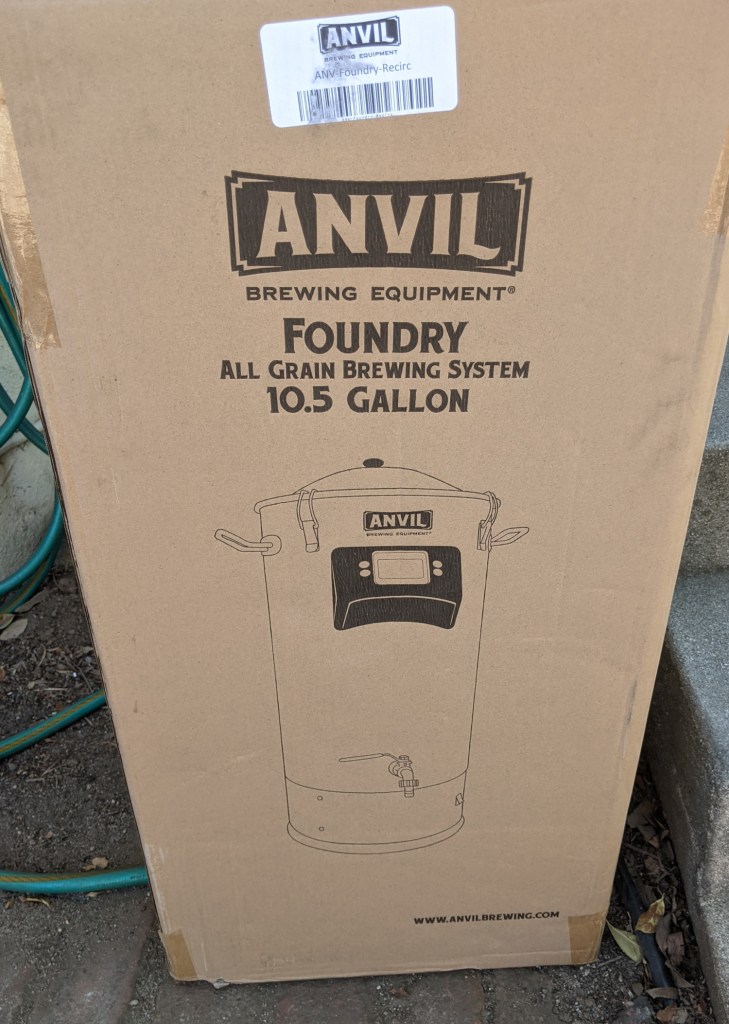 ANVIL
BREWING EQUIPMENT
ANV-Foundry-Recirc
ANVIL
BREWING EQUIPMENT®
FOUNDRY
ALL GRAIN BREWING SYSTEM
10.5 GALLON
ANVIL
BREWING EQUIPMENT®
WWW.ANVILBREWING.COM